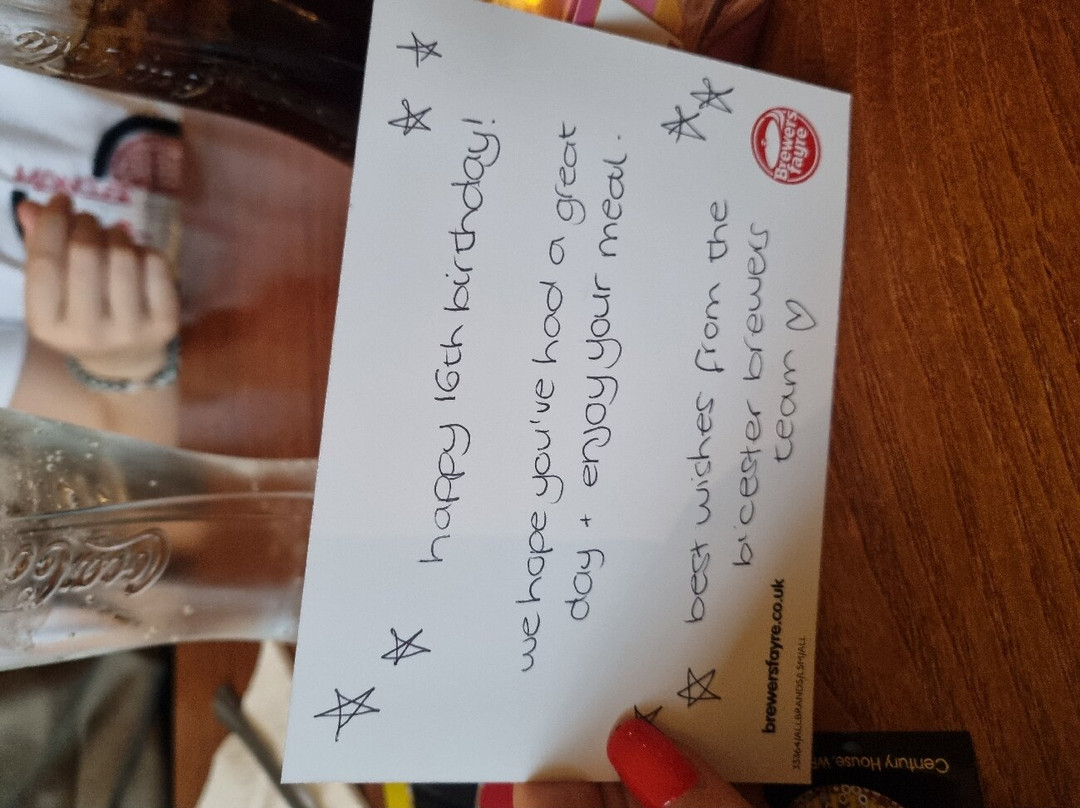 happy 16th birthday!
we hope you've had a great
day + enjoy your meal.
best wishes from the
bicester brewers
team ♡
Brewers
Fayre
brewersfayre.co.uk
Century House, W
Coca-Co